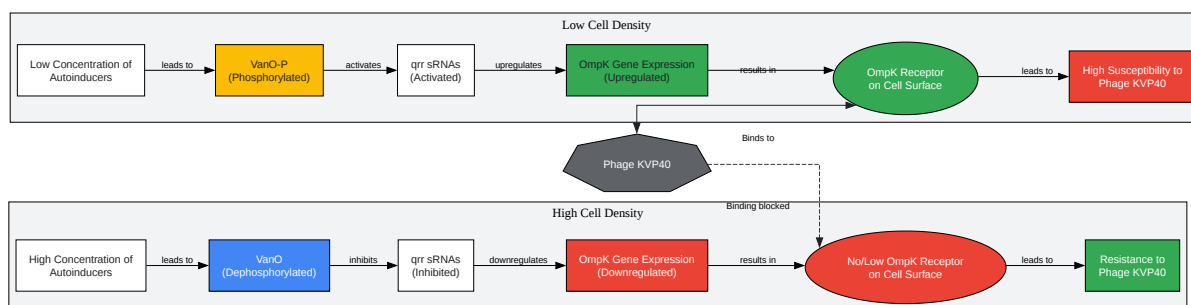 Low Cell Density
Low Concentration of
Autoinducers
leads to
VanO-P
(Phosphorylated)
activates
qrr sRNAs
(Activated)
upregulates
OmpK Gene Expression
(Upregulated)
results in
OmpK Receptor
on Cell Surface
leads to
High Susceptibility to
Phage KVP40
Binds to
Phage KVP40
Binding blocked
High Cell Density
High Concentration of
Autoinducers
leads to
VanO
(Dephosphorylated)
inhibits
qrr sRNAs
(Inhibited)
downregulates
OmpK Gene Expression
(Downregulated)
results in
No/Low OmpK Receptor
on Cell Surface
leads to
Resistance to
Phage KVP40